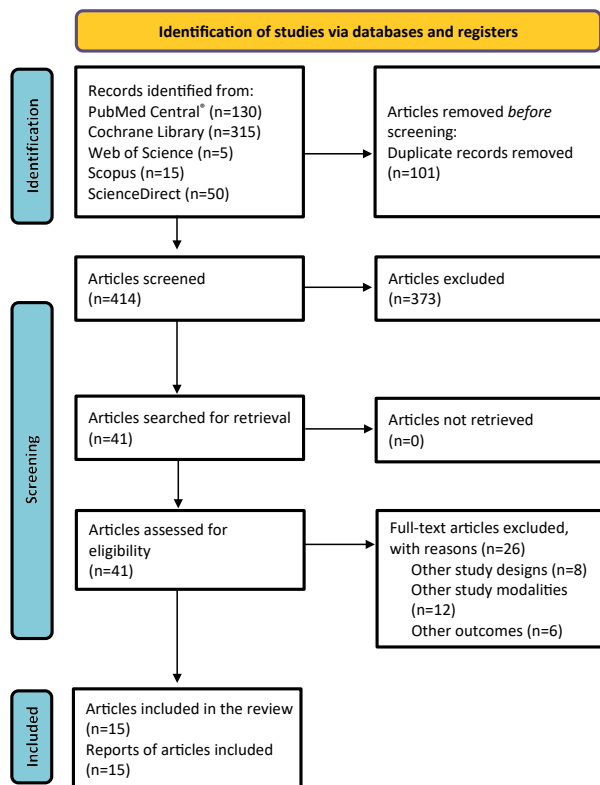 Identification of studies via databases and registers
Identification
Records identified from:
PubMed Central® (n=130)
Cochrane Library (n=315)
Web of Science (n=5)
Scopus (n=15)
ScienceDirect (n=50)
Articles removed before
screening:
Duplicate records removed
(n=101)
Screening
Articles screened
(n=414)
Articles excluded
(n=373)
Articles searched for retrieval
(n=41)
Articles not retrieved
(n=0)
Articles assessed for
eligibility
(n=41)
Full-text articles excluded,
with reasons (n=26)
Other study designs (n=8)
Other study modalities
(n=12)
Other outcomes (n=6)
Included
Articles included in the review
(n=15)
Reports of articles included
(n=15)